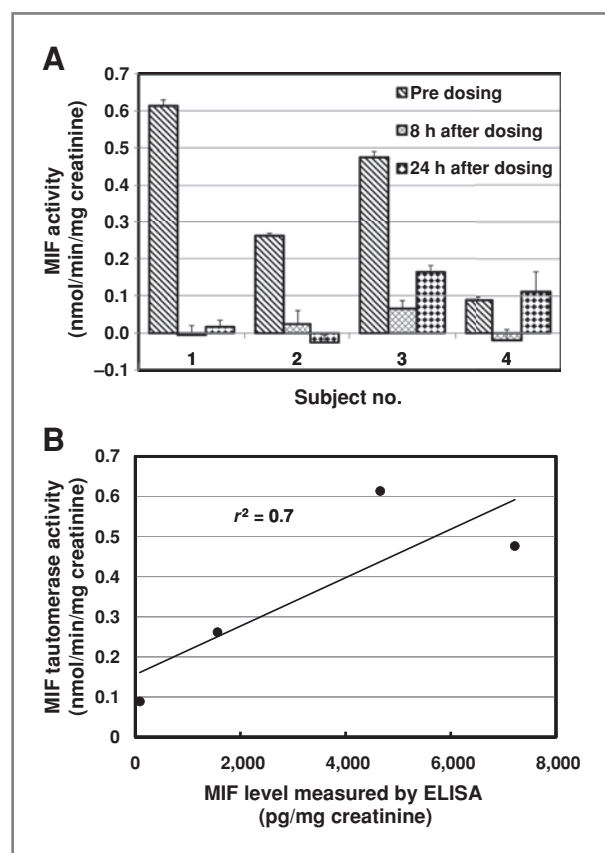 A
MIF activity
(nmol/min/mg creatinine)
0.7
0.6
0.5
0.4
0.3
0.2
0.1
0.0
−0.1
Pre dosing
8 h after dosing
24 h after dosing
1 2 3 4
Subject no.
B
MIF tautomerase activity
(nmol/min/mg creatinine)
0.7
0.6
0.5
0.4
0.3
0.2
0.1
0
r² = 0.7
0 2,000 4,000 6,000 8,000
MIF level measured by ELISA
(pg/mg creatinine)